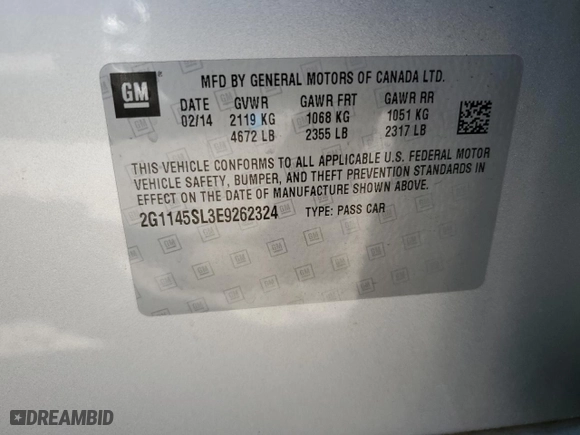 GM
MFD BY GENERAL MOTORS OF CANADA LTD.
DATE GVWR GAWR FRT GAWR RR
02/14 2119 KG 1068 KG 1051 KG
4672 LB 2355 LB 2317 LB
THIS VEHICLE CONFORMS TO ALL APPLICABLE U.S. FEDERAL MOTOR
VEHICLE SAFETY, BUMPER, AND THEFT PREVENTION STANDARDS IN
EFFECT ON THE DATE OF MANUFACTURE SHOWN ABOVE.
2G1145SL3E9262324 TYPE: PASS CAR
DREAMBID